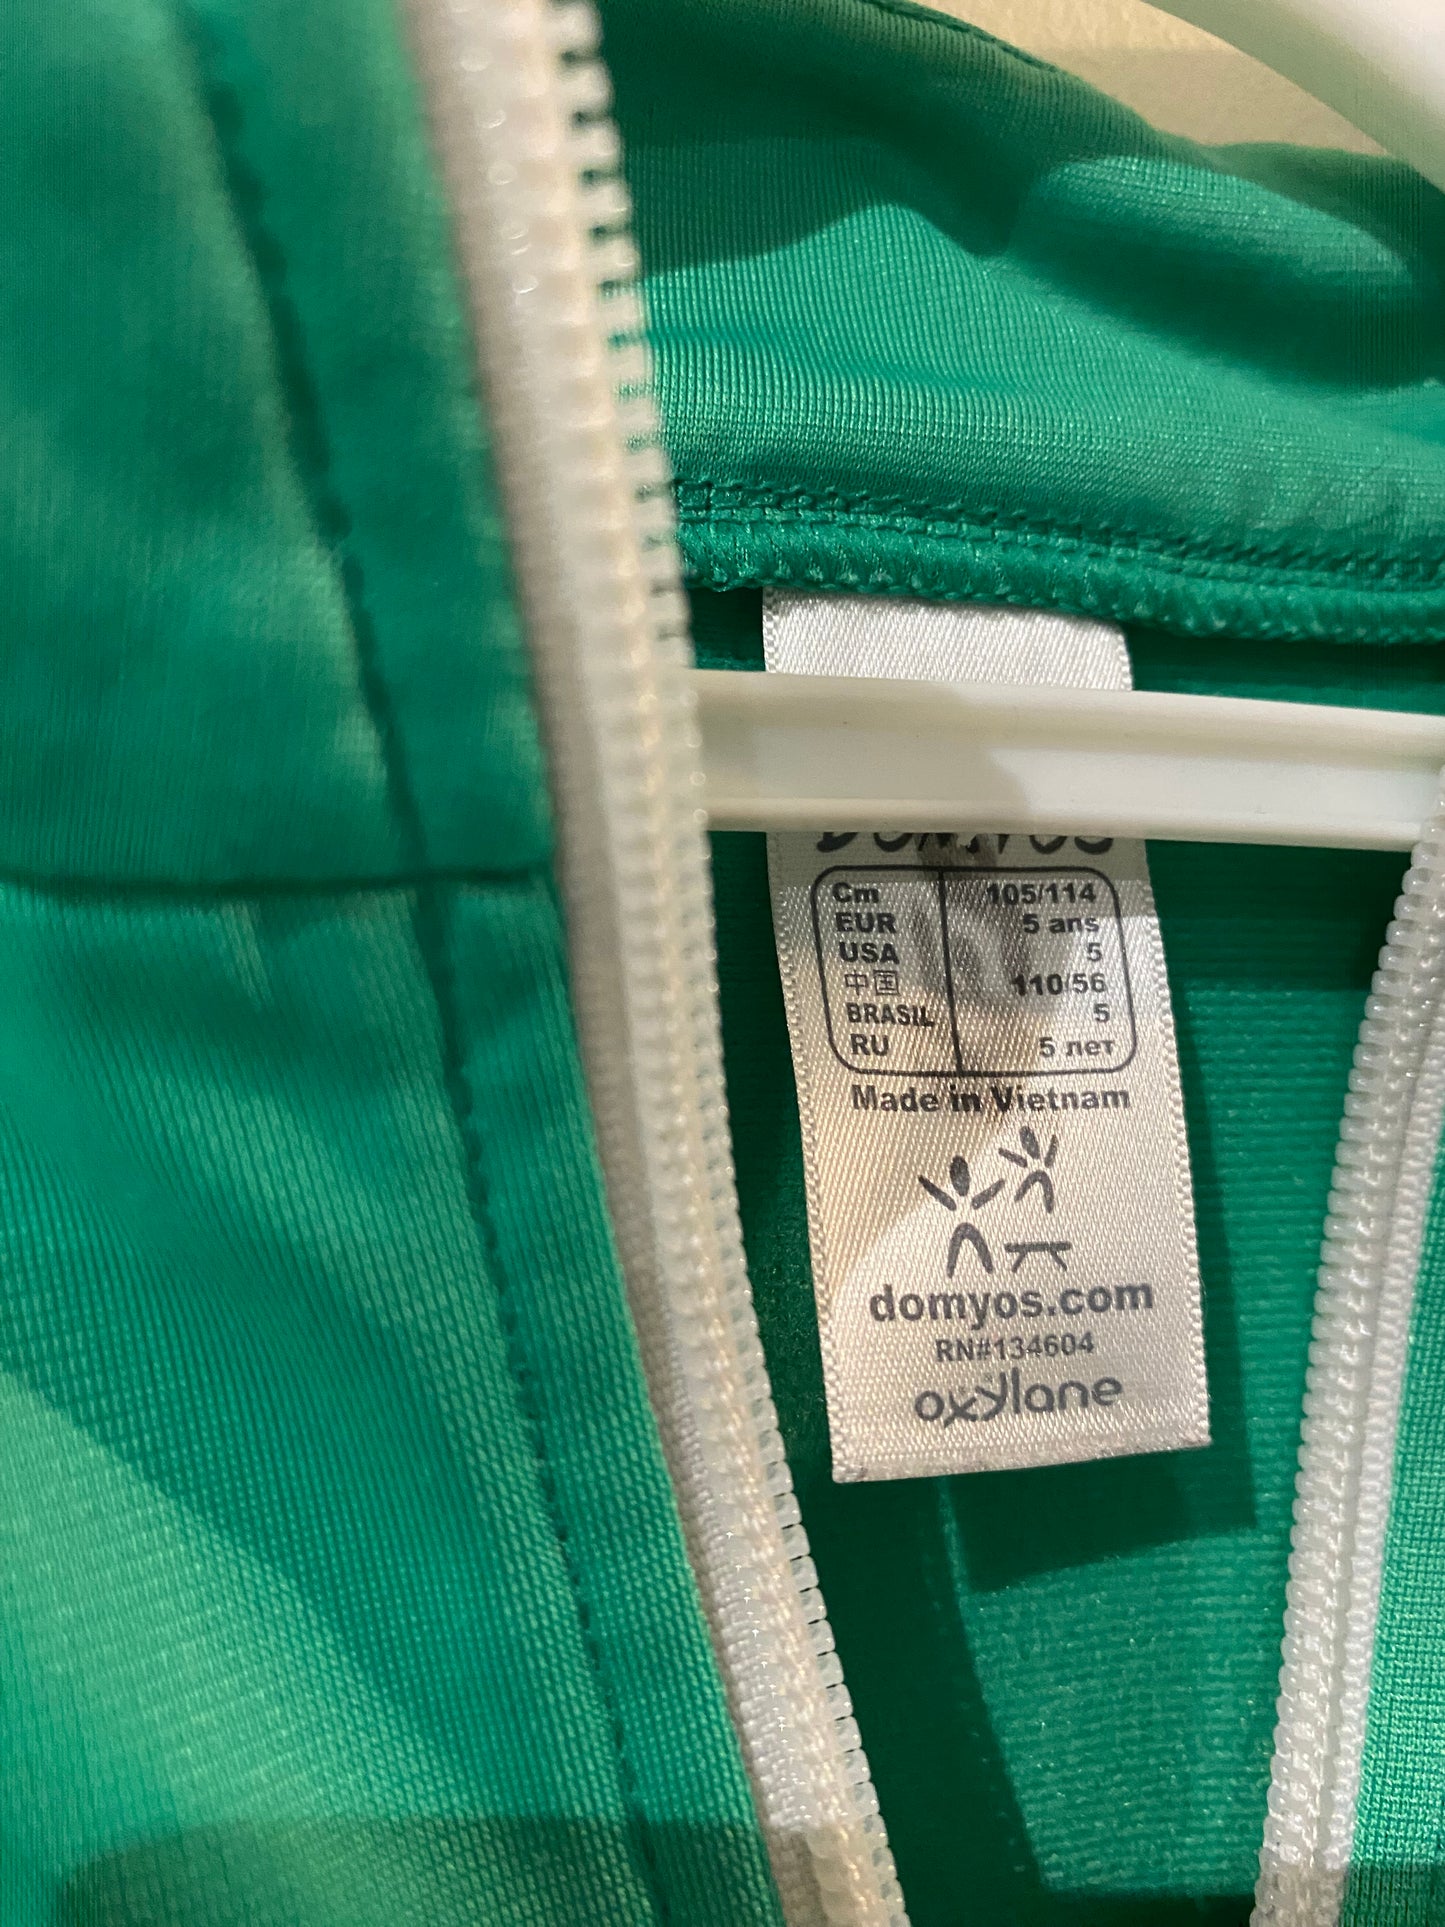 DOMYOS
Cm 105/114
EUR 5 ans
USA 5
中国 110/56
BRASIL 5
RU 5 лет
Made in Vietnam
domyos.com
RN#134604
oxylane